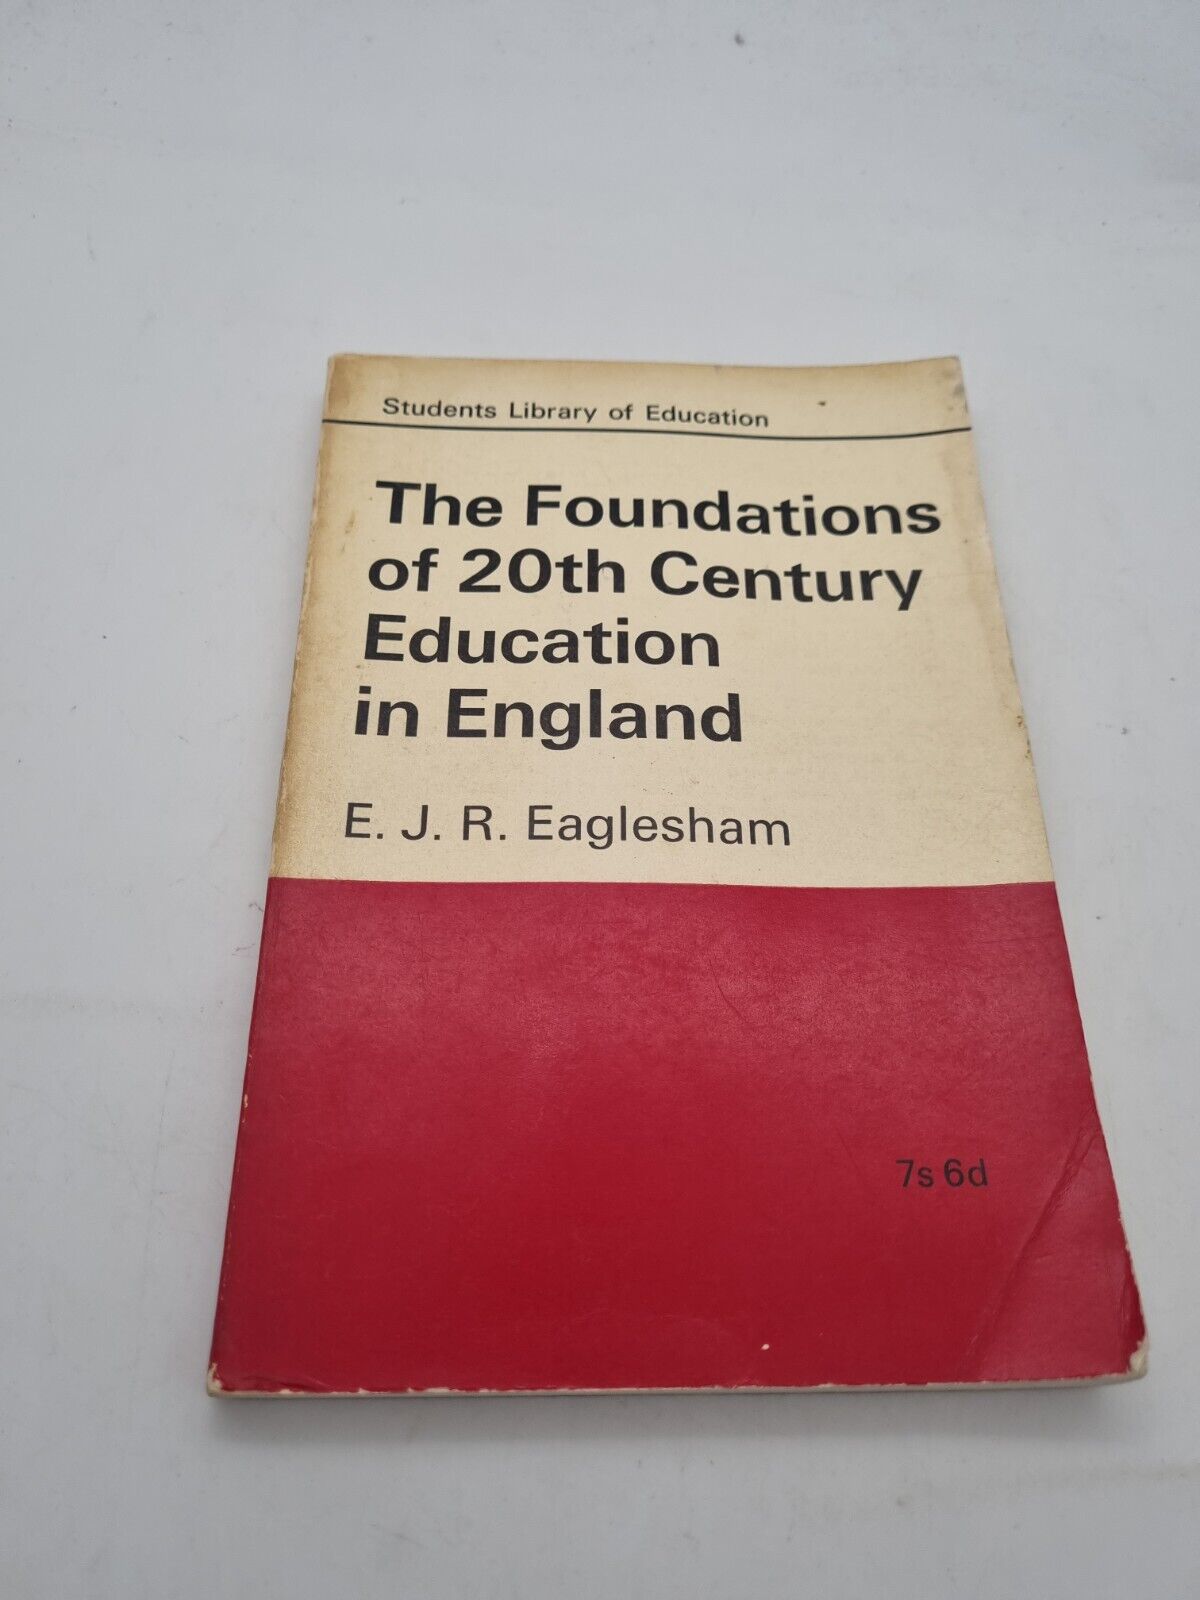 Students Library of Education
The Foundations
of 20th Century
Education
in England
E. J. R. Eaglesham
7s 6d